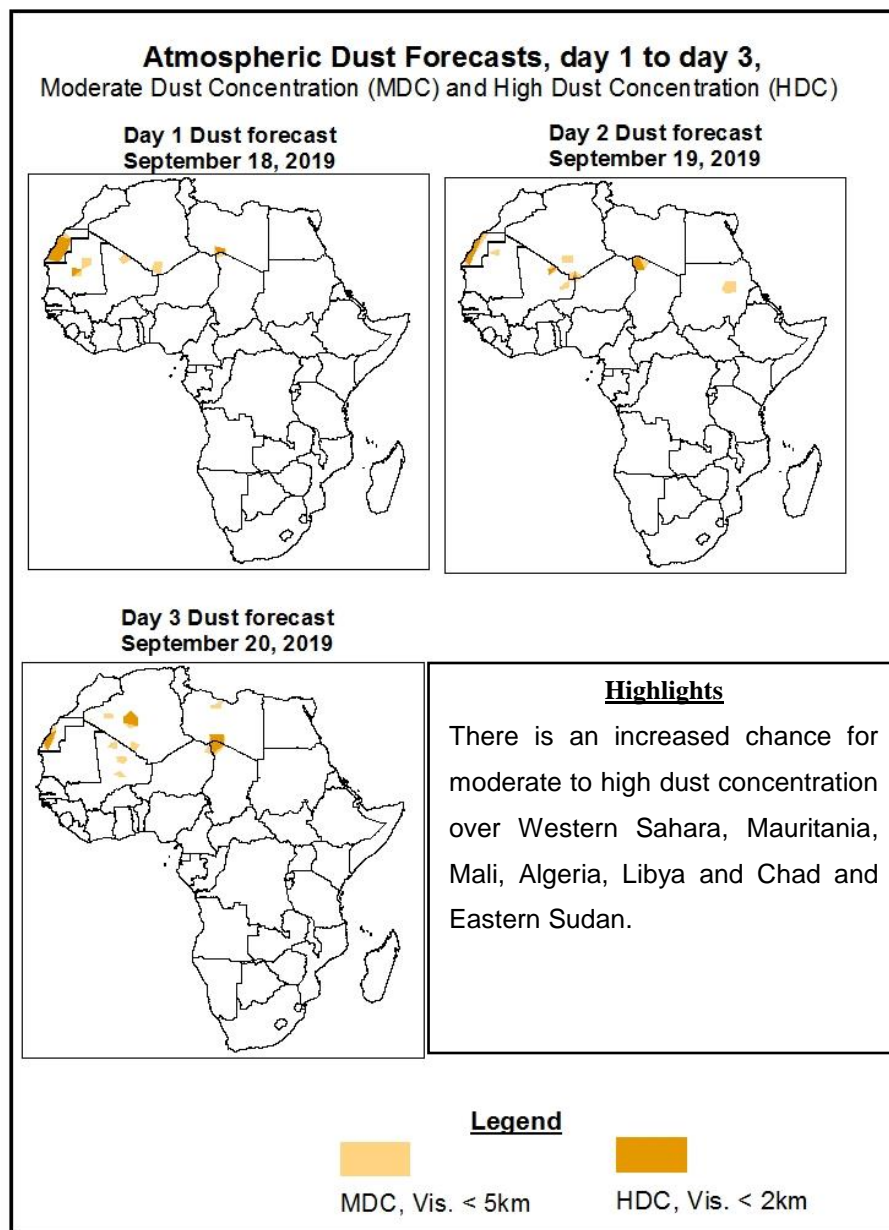 Atmospheric Dust Forecasts, day 1 to day 3,
Moderate Dust Concentration (MDC) and High Dust Concentration (HDC)
Day 1 Dust forecast
September 18, 2019
Day 2 Dust forecast
September 19, 2019
Day 3 Dust forecast
September 20, 2019
Highlights
There is an increased chance for
moderate to high dust concentration
over Western Sahara, Mauritania,
Mali, Algeria, Libya and Chad and
Eastern Sudan.
Legend
MDC, Vis. < 5km
HDC, Vis. < 2km